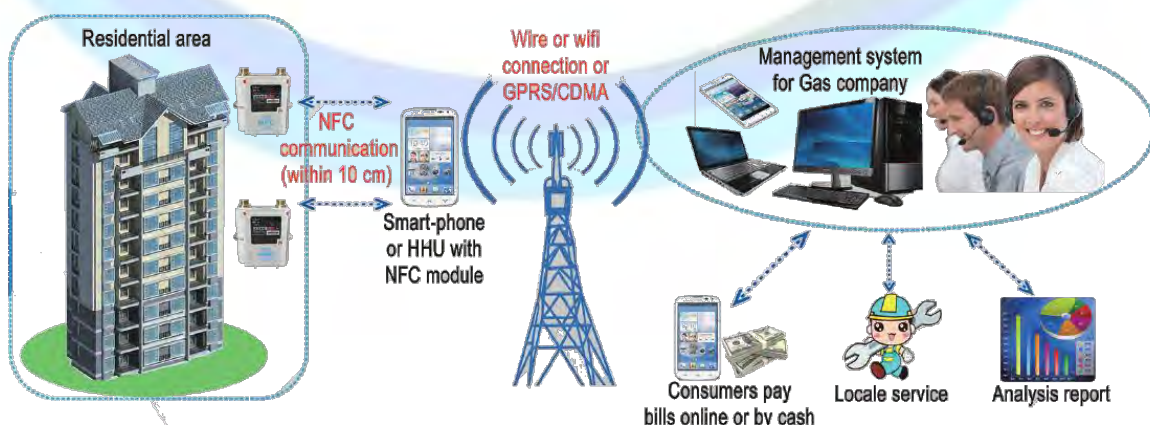 Residential area
NFC
communication
(within 10 cm)
Smart-phone
or HHU with
NFC module
Wire or wifi
connection or
GPRS/CDMA
Management system
for Gas company
Consumers pay
bills online or by cash
Locale service
Analysis report